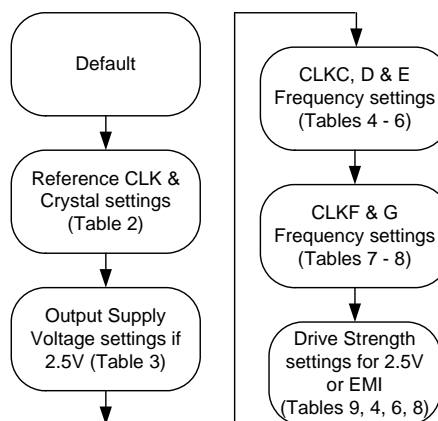 Default
Reference CLK &
Crystal settings
(Table 2)
Output Supply
Voltage settings if
2.5V (Table 3)
CLKC, D & E
Frequency settings
(Tables 4 - 6)
CLKF & G
Frequency settings
(Tables 7 - 8)
Drive Strength
settings for 2.5V
or EMI
(Tables 9, 4, 6, 8)